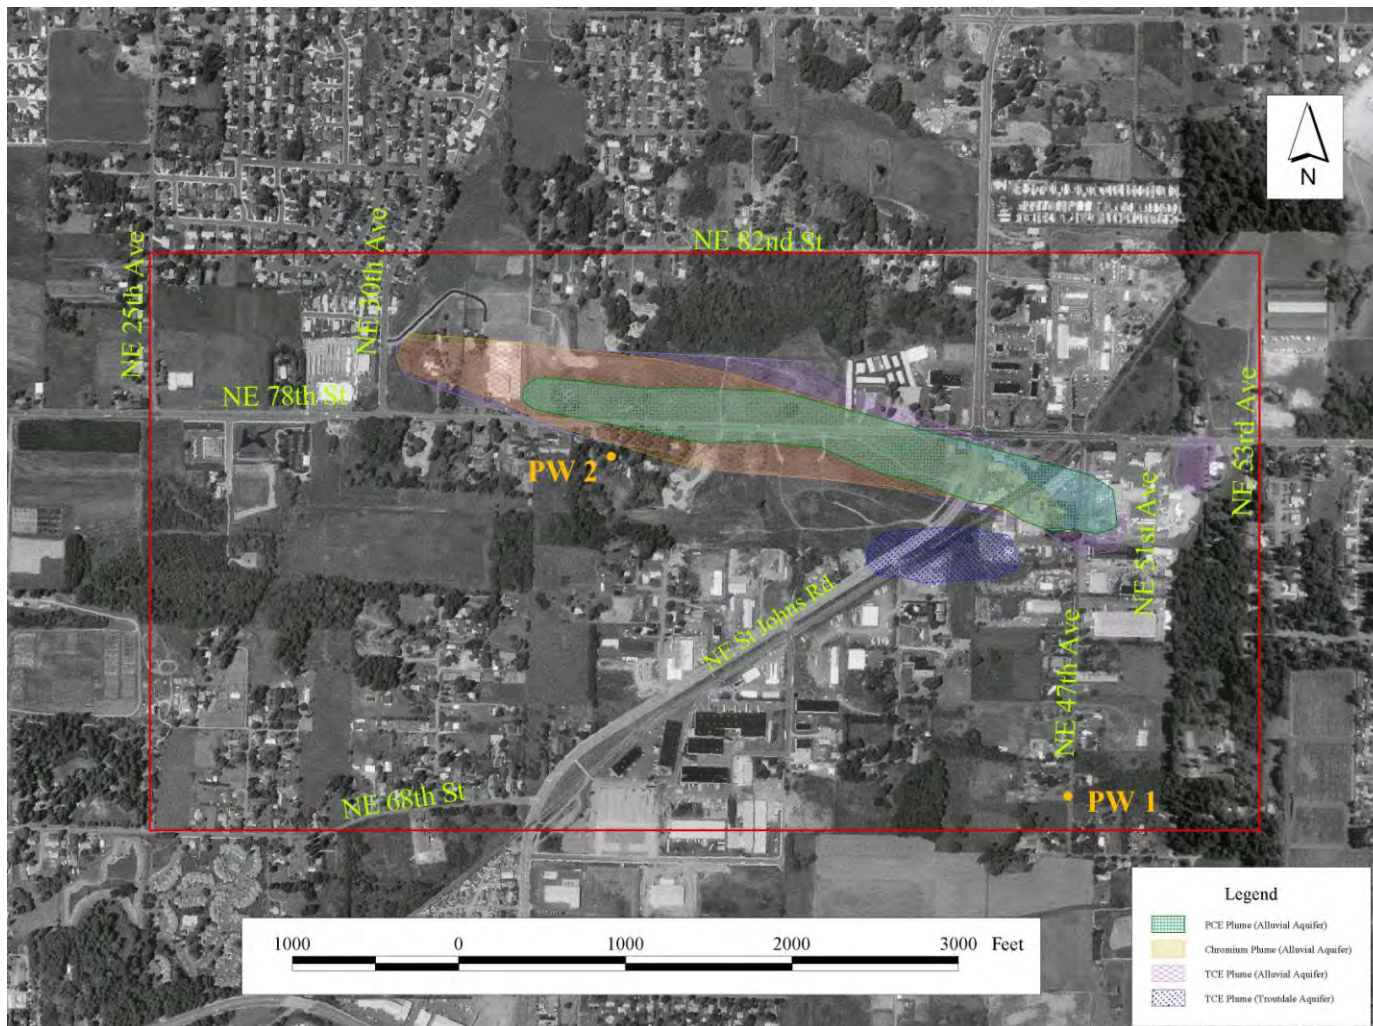 N
NE 82nd St
NE 25th Ave
NE 30th Ave
NE 78th St
PW 2
NE 53rd Ave
NE 51st Ave
NE St Johns Rd
NE 47th Ave
NE 68th St
PW 1
Legend
PCE Plume (Alluvial Aquifer)
Chromium Plume (Alluvial Aquifer)
TCE Plume (Alluvial Aquifer)
TCE Plume (Troutdale Aquifer)
1000 0 1000 2000 3000 Feet